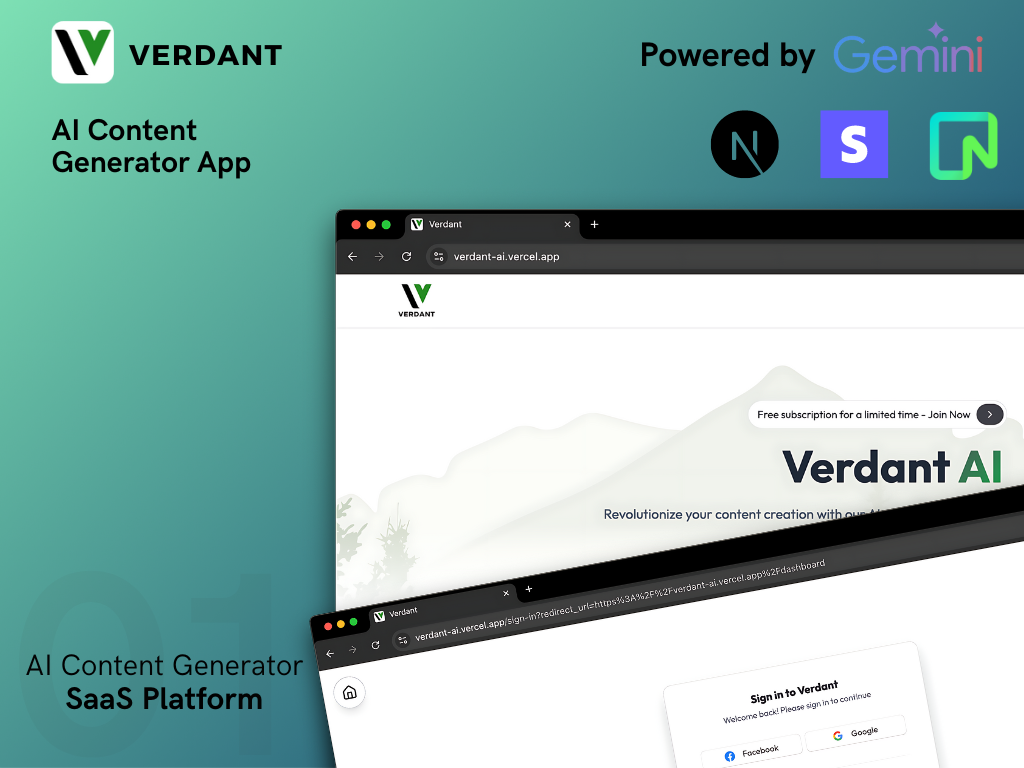 VERDANT
Powered by Gemini
AI Content
Generator App
N
S
N
Verdant
verdant-ai.vercel.app
VERDANT
Free subscription for a limited time - Join Now
Verdant AI
Revolutionize your content creation with our
Verdant
verdant-ai.vercel.app/sign-in?redirect_url=https%3A%2F%2Fverdant-ai.vercel.app%2Fdashboard
01
AI Content Generator
SaaS Platform
Sign in to Verdant
Welcome back! Please sign in to continue
Facebook
Google